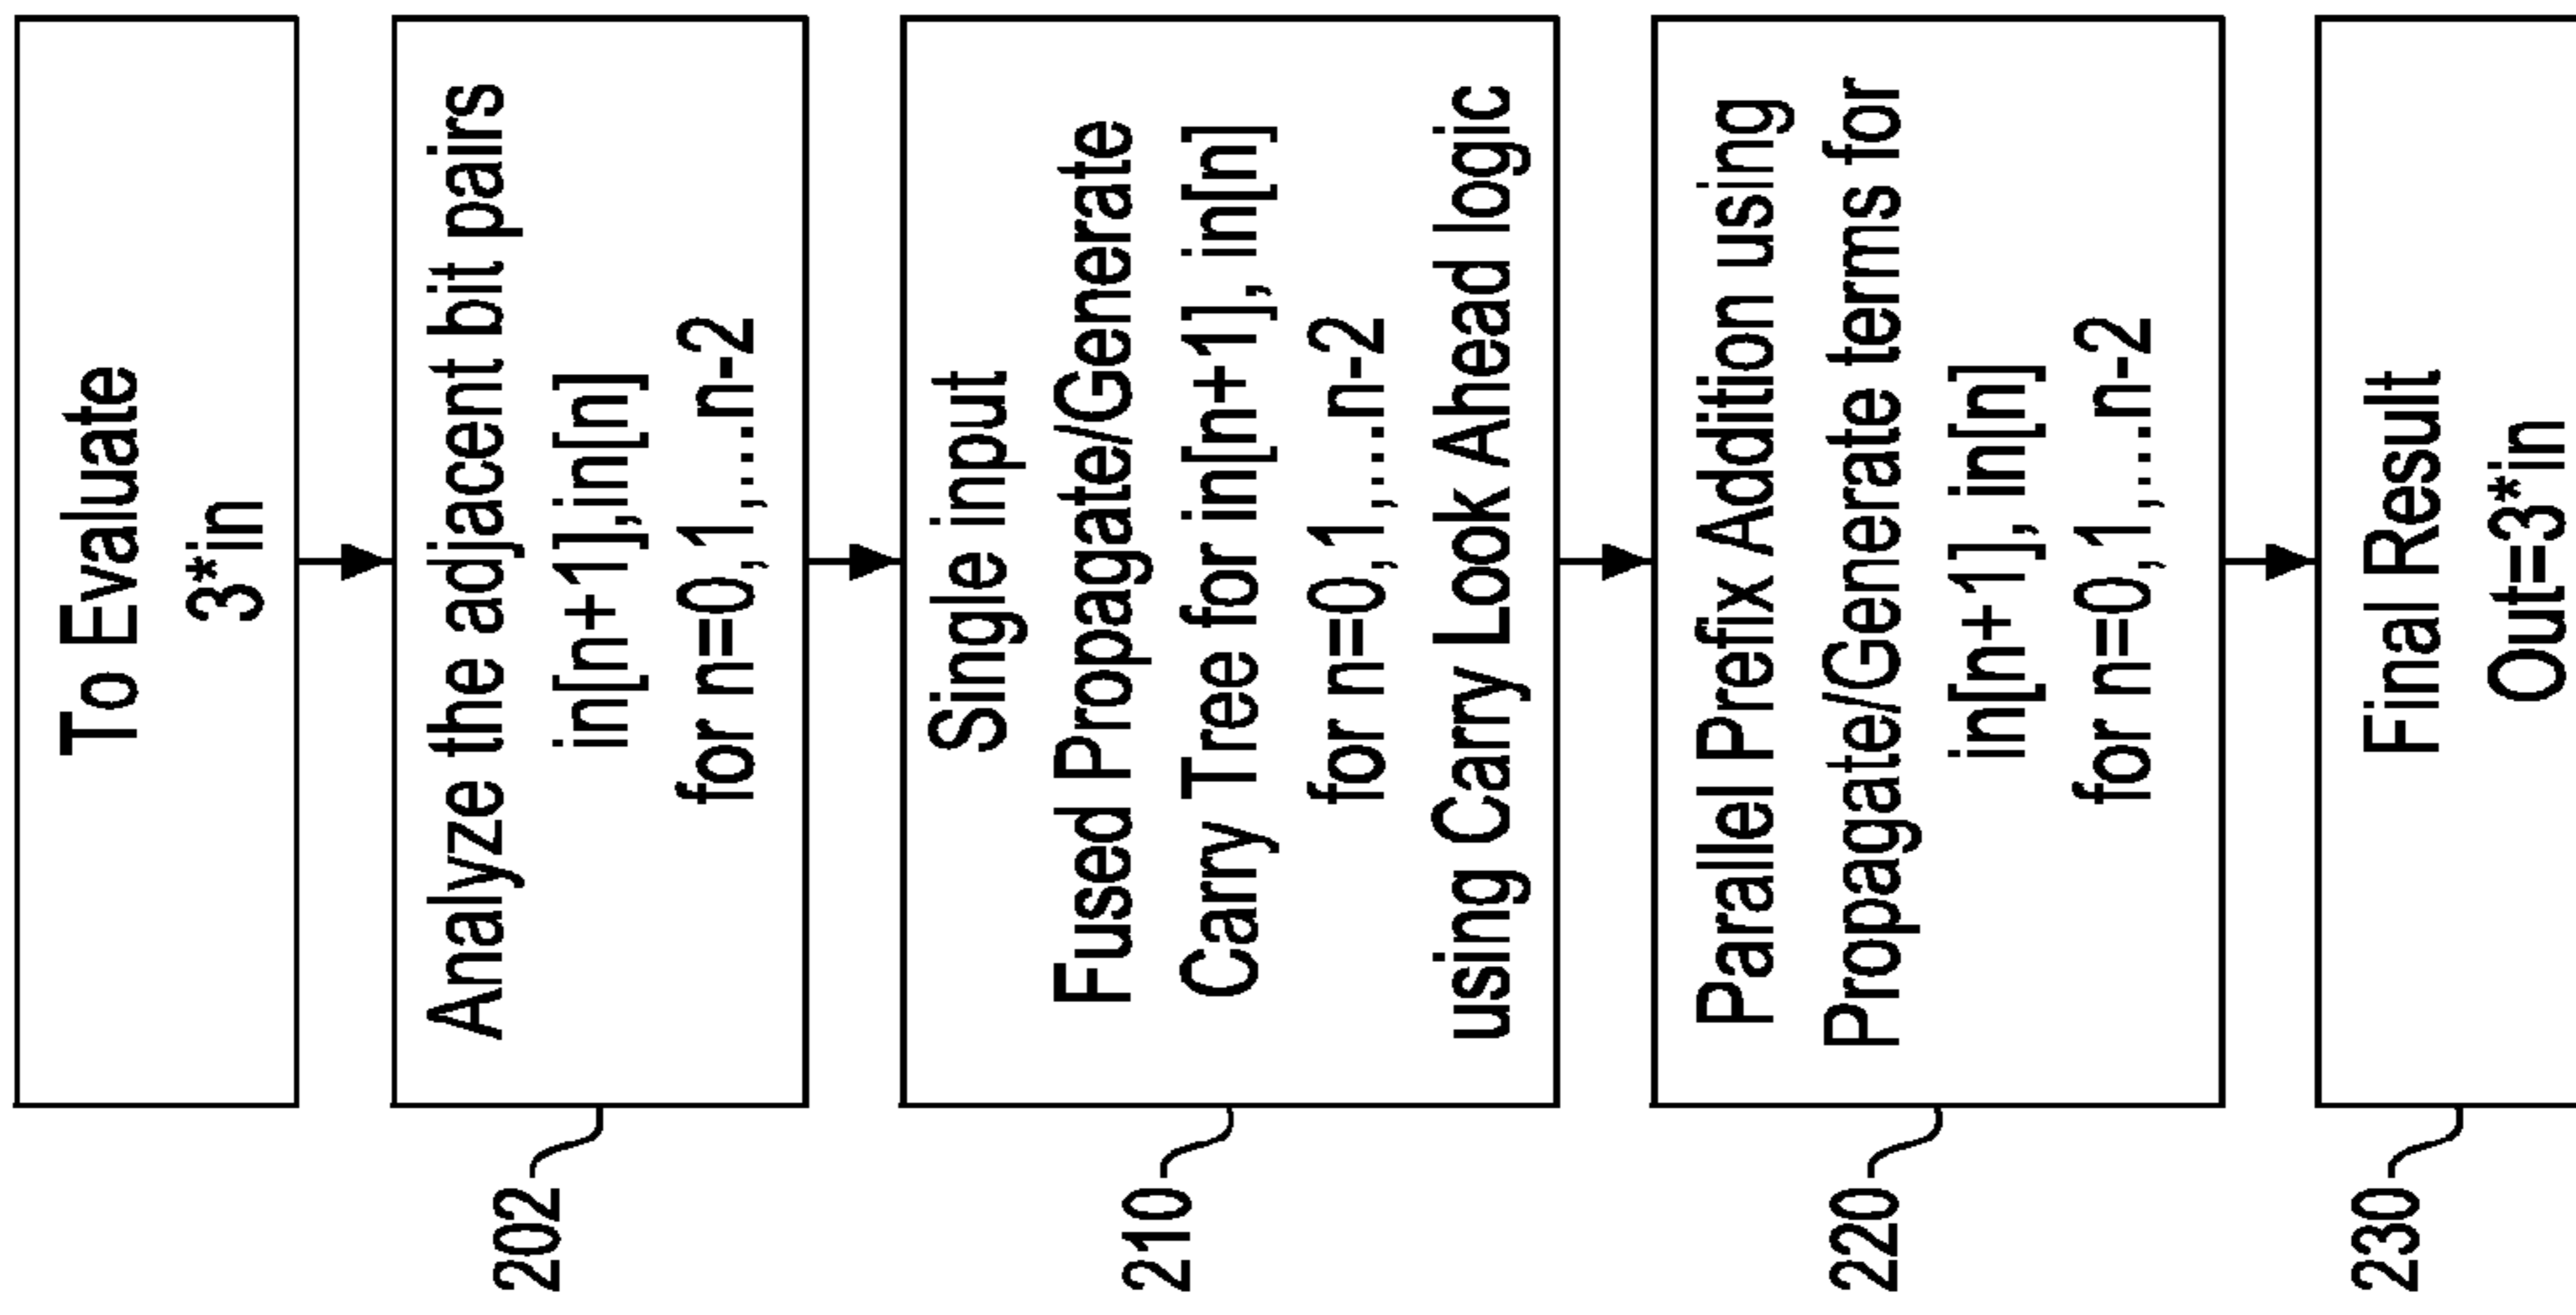 To Evaluate
3*in
Analyze the adjacent bit pairs
in[n+1],in[n]
for n=0,1,...n-2
202
Single input
Fused Propagate/Generate
Carry Tree for in[n+1], in[n]
for n=0,1,...n-2
using Carry Look Ahead logic
210
Parallel Prefix Addition using
Propagate/Generate terms for
in[n+1], in[n]
for n=0,1,...n-2
220
Final Result
Out=3*in
230